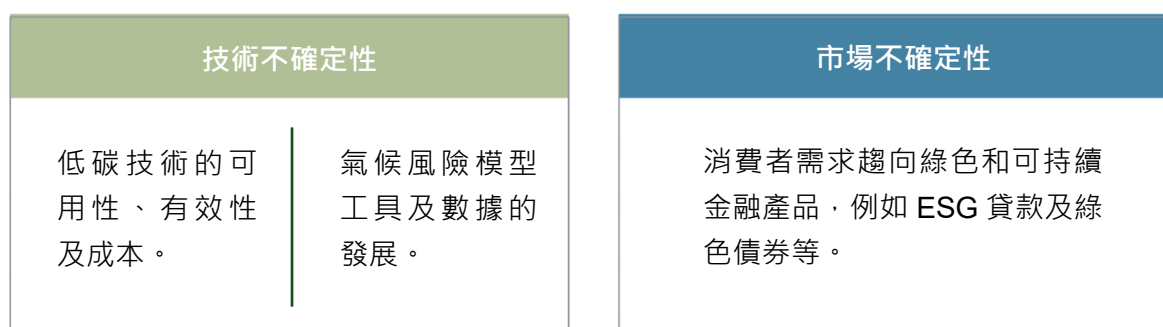 技術不確定性
低碳技術的可
用性、有效性
及成本。
氣候風險模型
工具及數據的
發展。
市場不確定性
消費者需求趨向綠色和可持續
金融產品，例如 ESG 貸款及綠
色債券等。